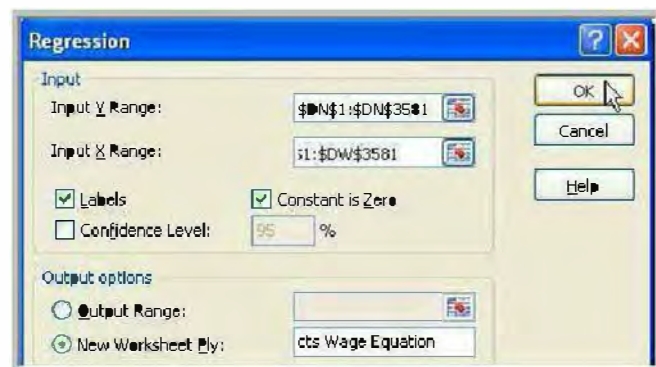 Regression
Input
Input Y Range: $DN$1:$DN$3581
OK
Input X Range: $1:$DW$3581
Cancel
Labels Constant is Zero
Help
Confidence Level: 95 %
Output options
Output Range:
New Worksheet Ply: cts Wage Equation